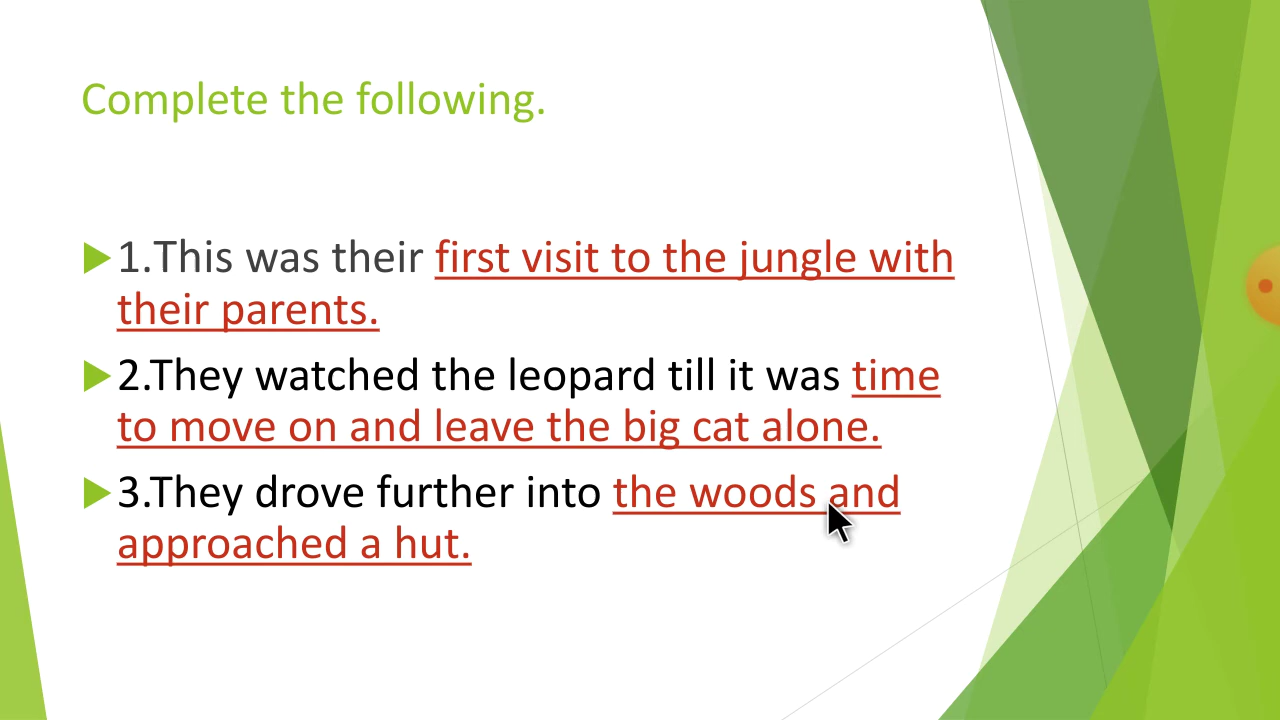 Complete the following.
1.This was their first visit to the jungle with
their parents.
2.They watched the leopard till it was time
to move on and leave the big cat alone.
3.They drove further into the woods and
approached a hut.